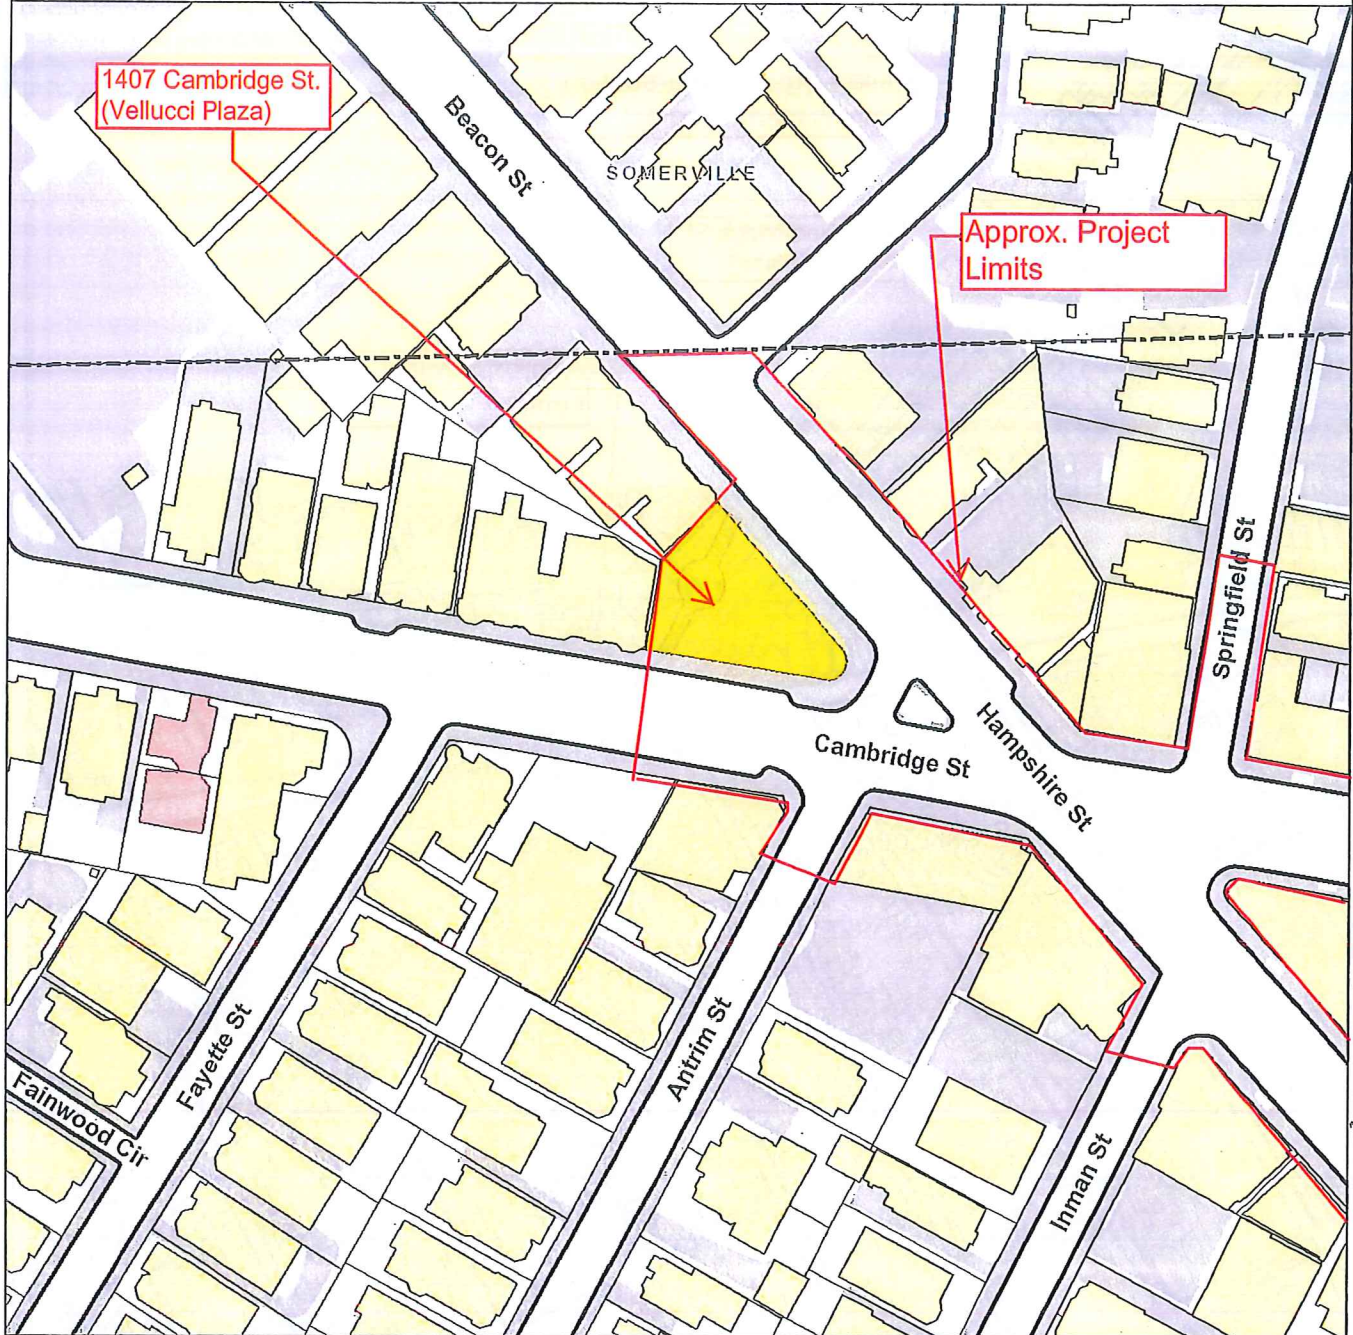 1407 Cambridge St.
(Vellucci Plaza)
Beacon St
SOMERVILLE
Approx. Project
Limits
Springfield St
Hampshire St
Cambridge St
Antrim St
Fayette St
Fainwood Cir
Inman St